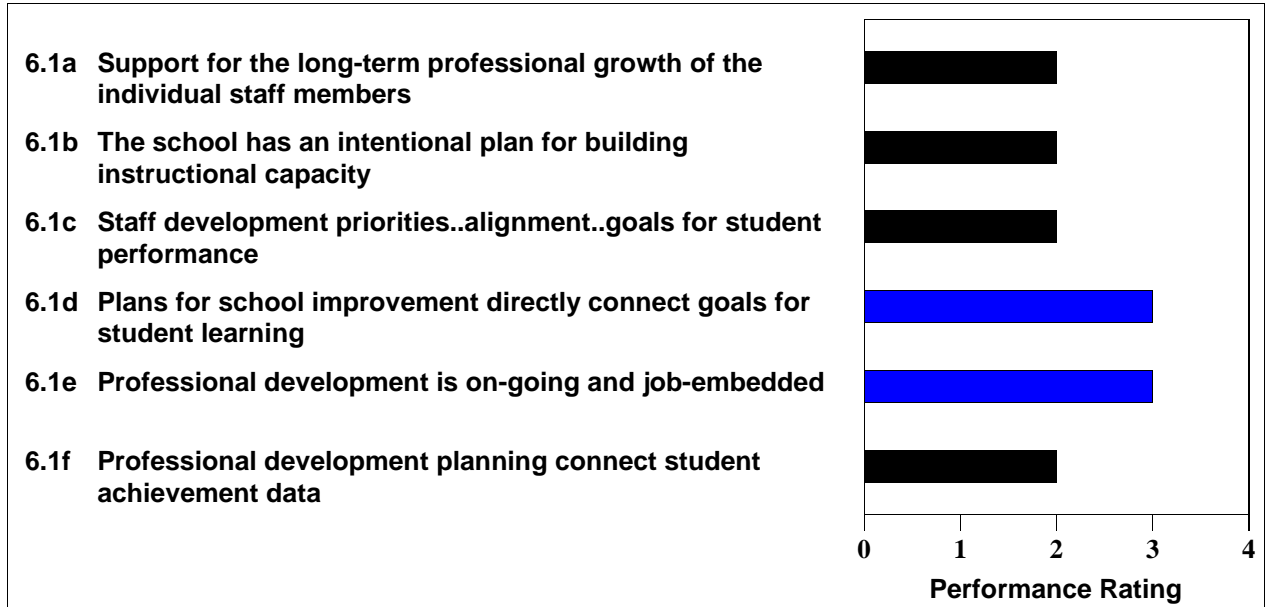 6.1a Support for the long-term professional growth of the
individual staff members
6.1b The school has an intentional plan for building
instructional capacity
6.1c Staff development priorities..alignment..goals for student
performance
6.1d Plans for school improvement directly connect goals for
student learning
6.1e Professional development is on-going and job-embedded
6.1f Professional development planning connect student
achievement data
0 1 2 3 4
Performance Rating